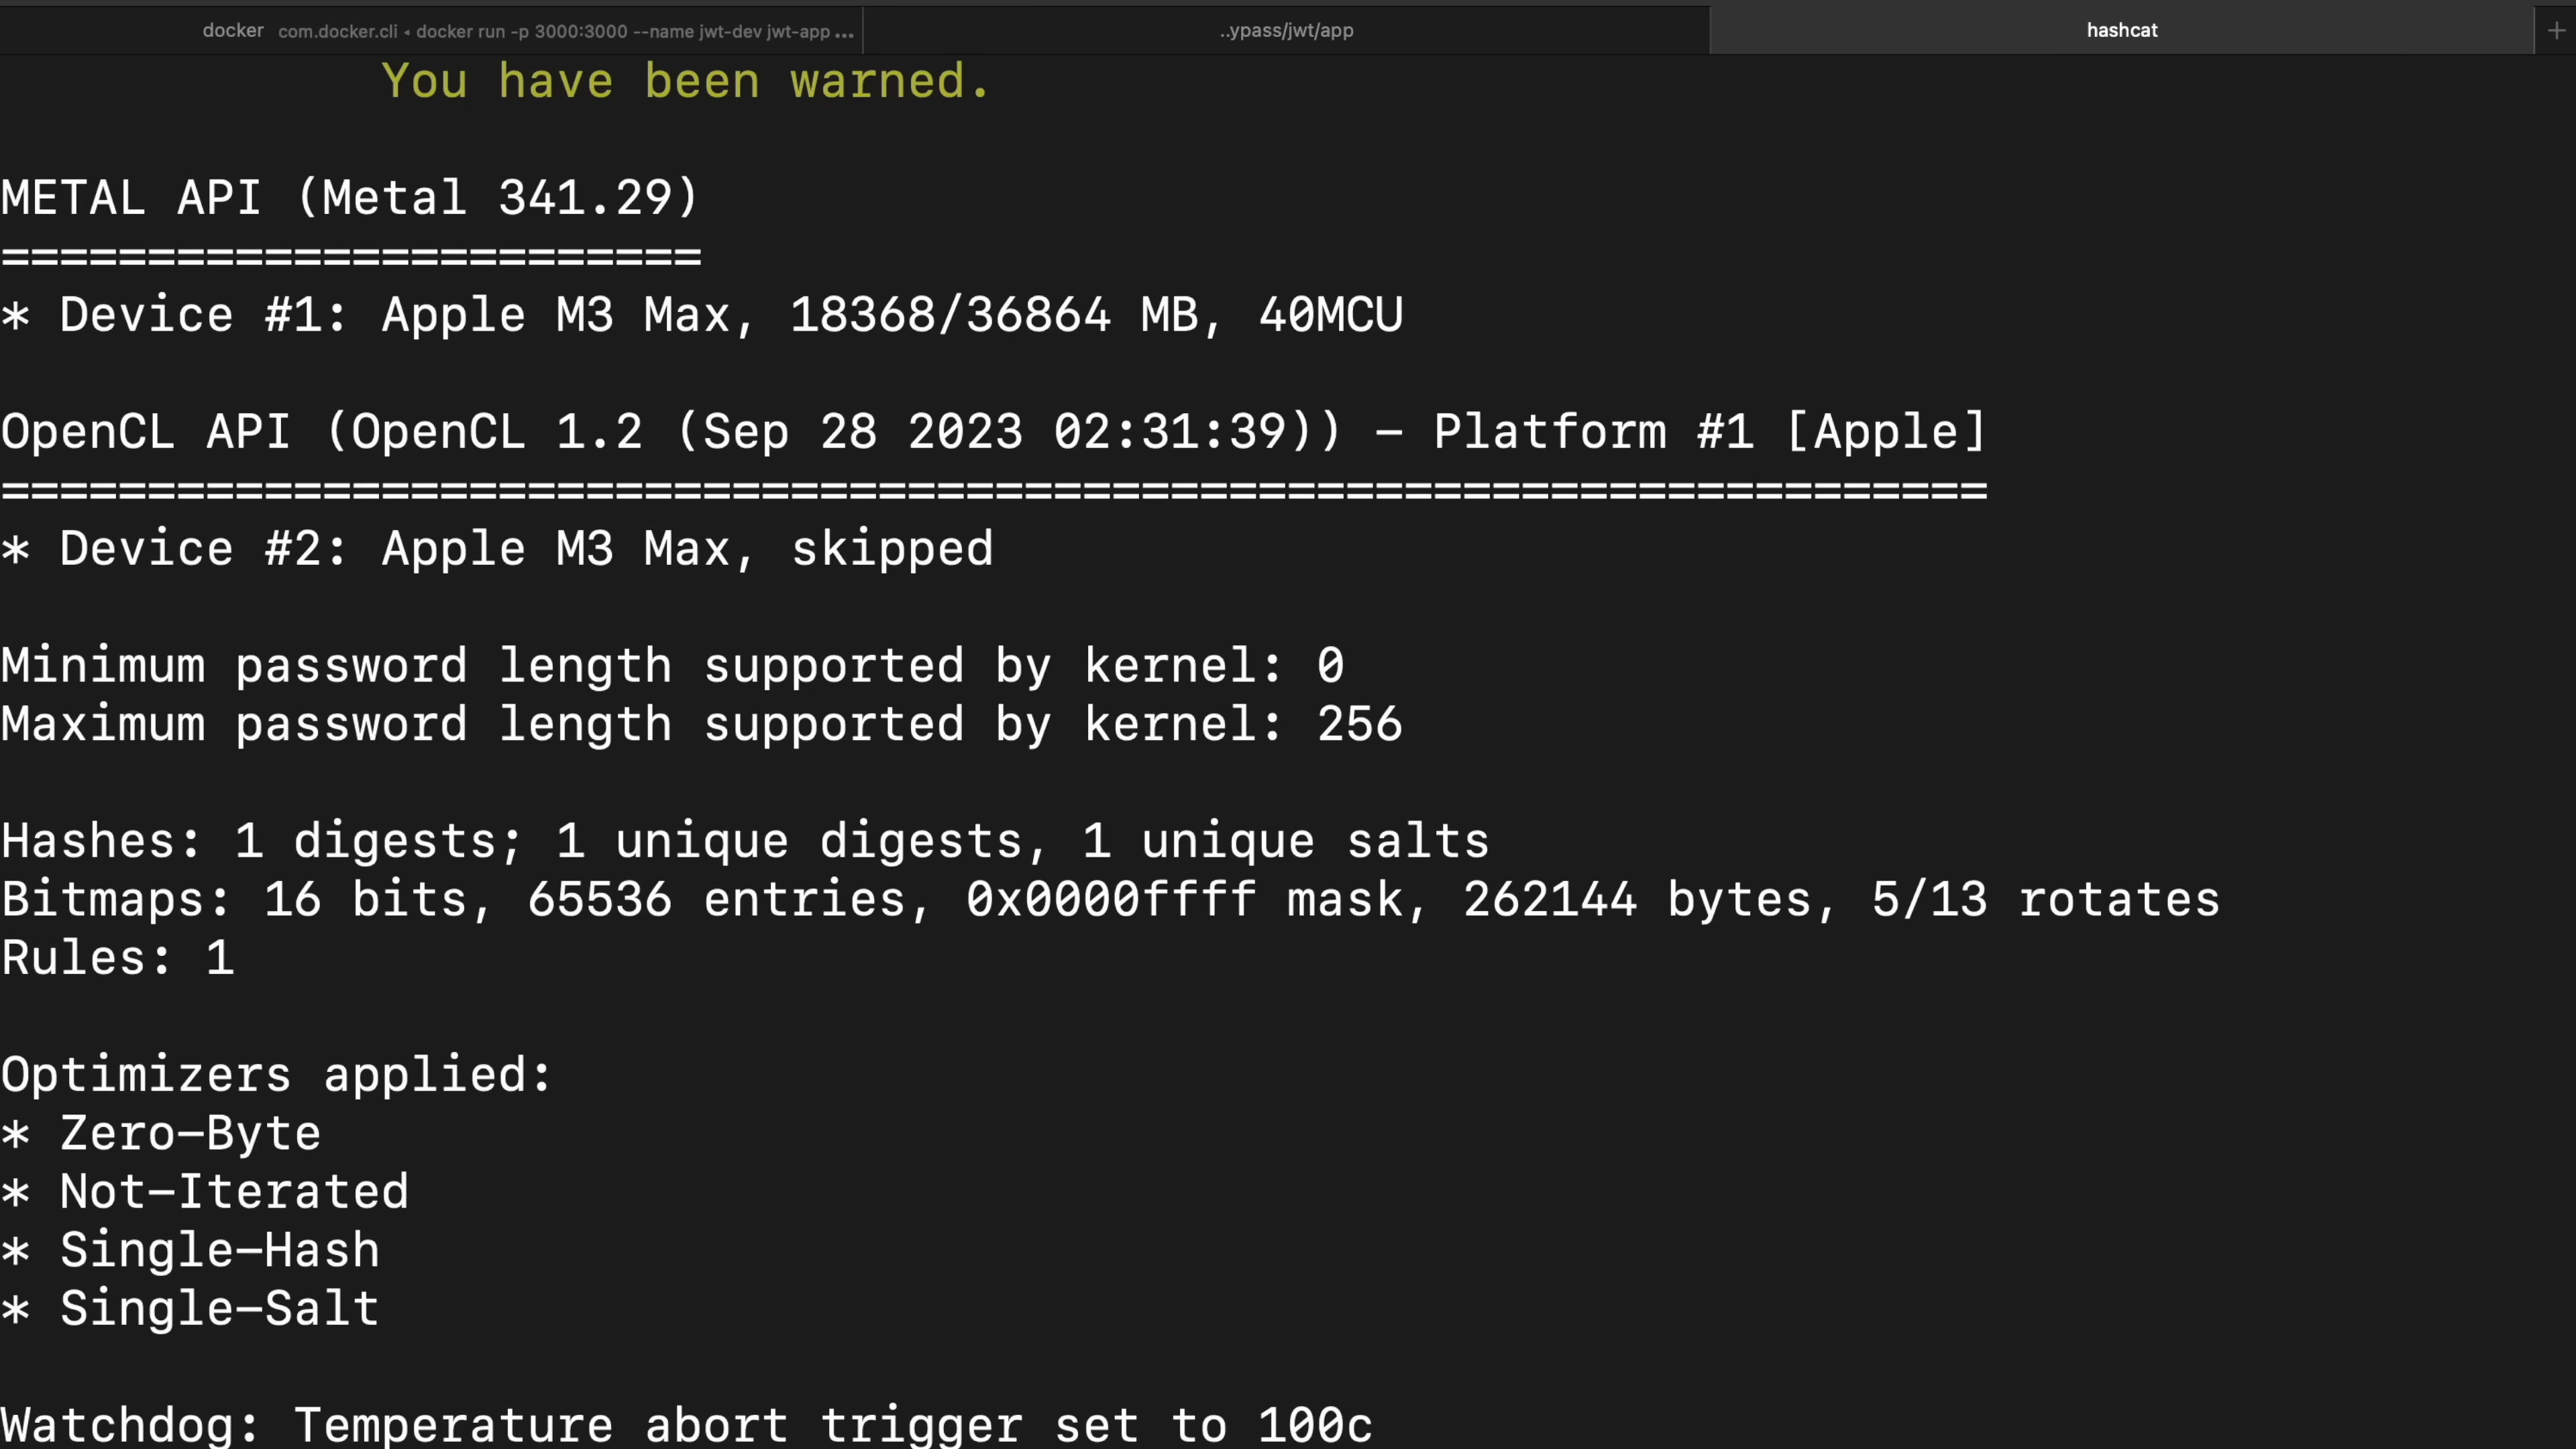 docker com.docker.cli ◂ docker run -p 3000:3000 --name jwt-dev jwt-app ...
..ypass/jwt/app
hashcat
+
You have been warned.
METAL API (Metal 341.29)
========================
* Device #1: Apple M3 Max, 18368/36864 MB, 40MCU
OpenCL API (OpenCL 1.2 (Sep 28 2023 02:31:39)) - Platform #1 [Apple]
====================================================================
* Device #2: Apple M3 Max, skipped
Minimum password length supported by kernel: 0
Maximum password length supported by kernel: 256
Hashes: 1 digests; 1 unique digests, 1 unique salts
Bitmaps: 16 bits, 65536 entries, 0x0000ffff mask, 262144 bytes, 5/13 rotates
Rules: 1
Optimizers applied:
* Zero-Byte
* Not-Iterated
* Single-Hash
* Single-Salt
Watchdog: Temperature abort trigger set to 100c